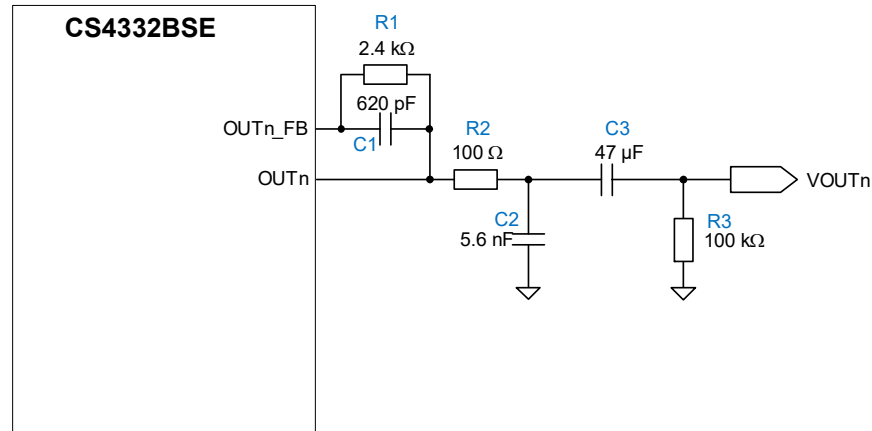 CS4332BSE
R1
2.4 kΩ
620 pF
OUTn_FB
C1
R2
100 Ω
C3
47 µF
OUTn
VOUTn
C2
5.6 nF
R3
100 kΩ